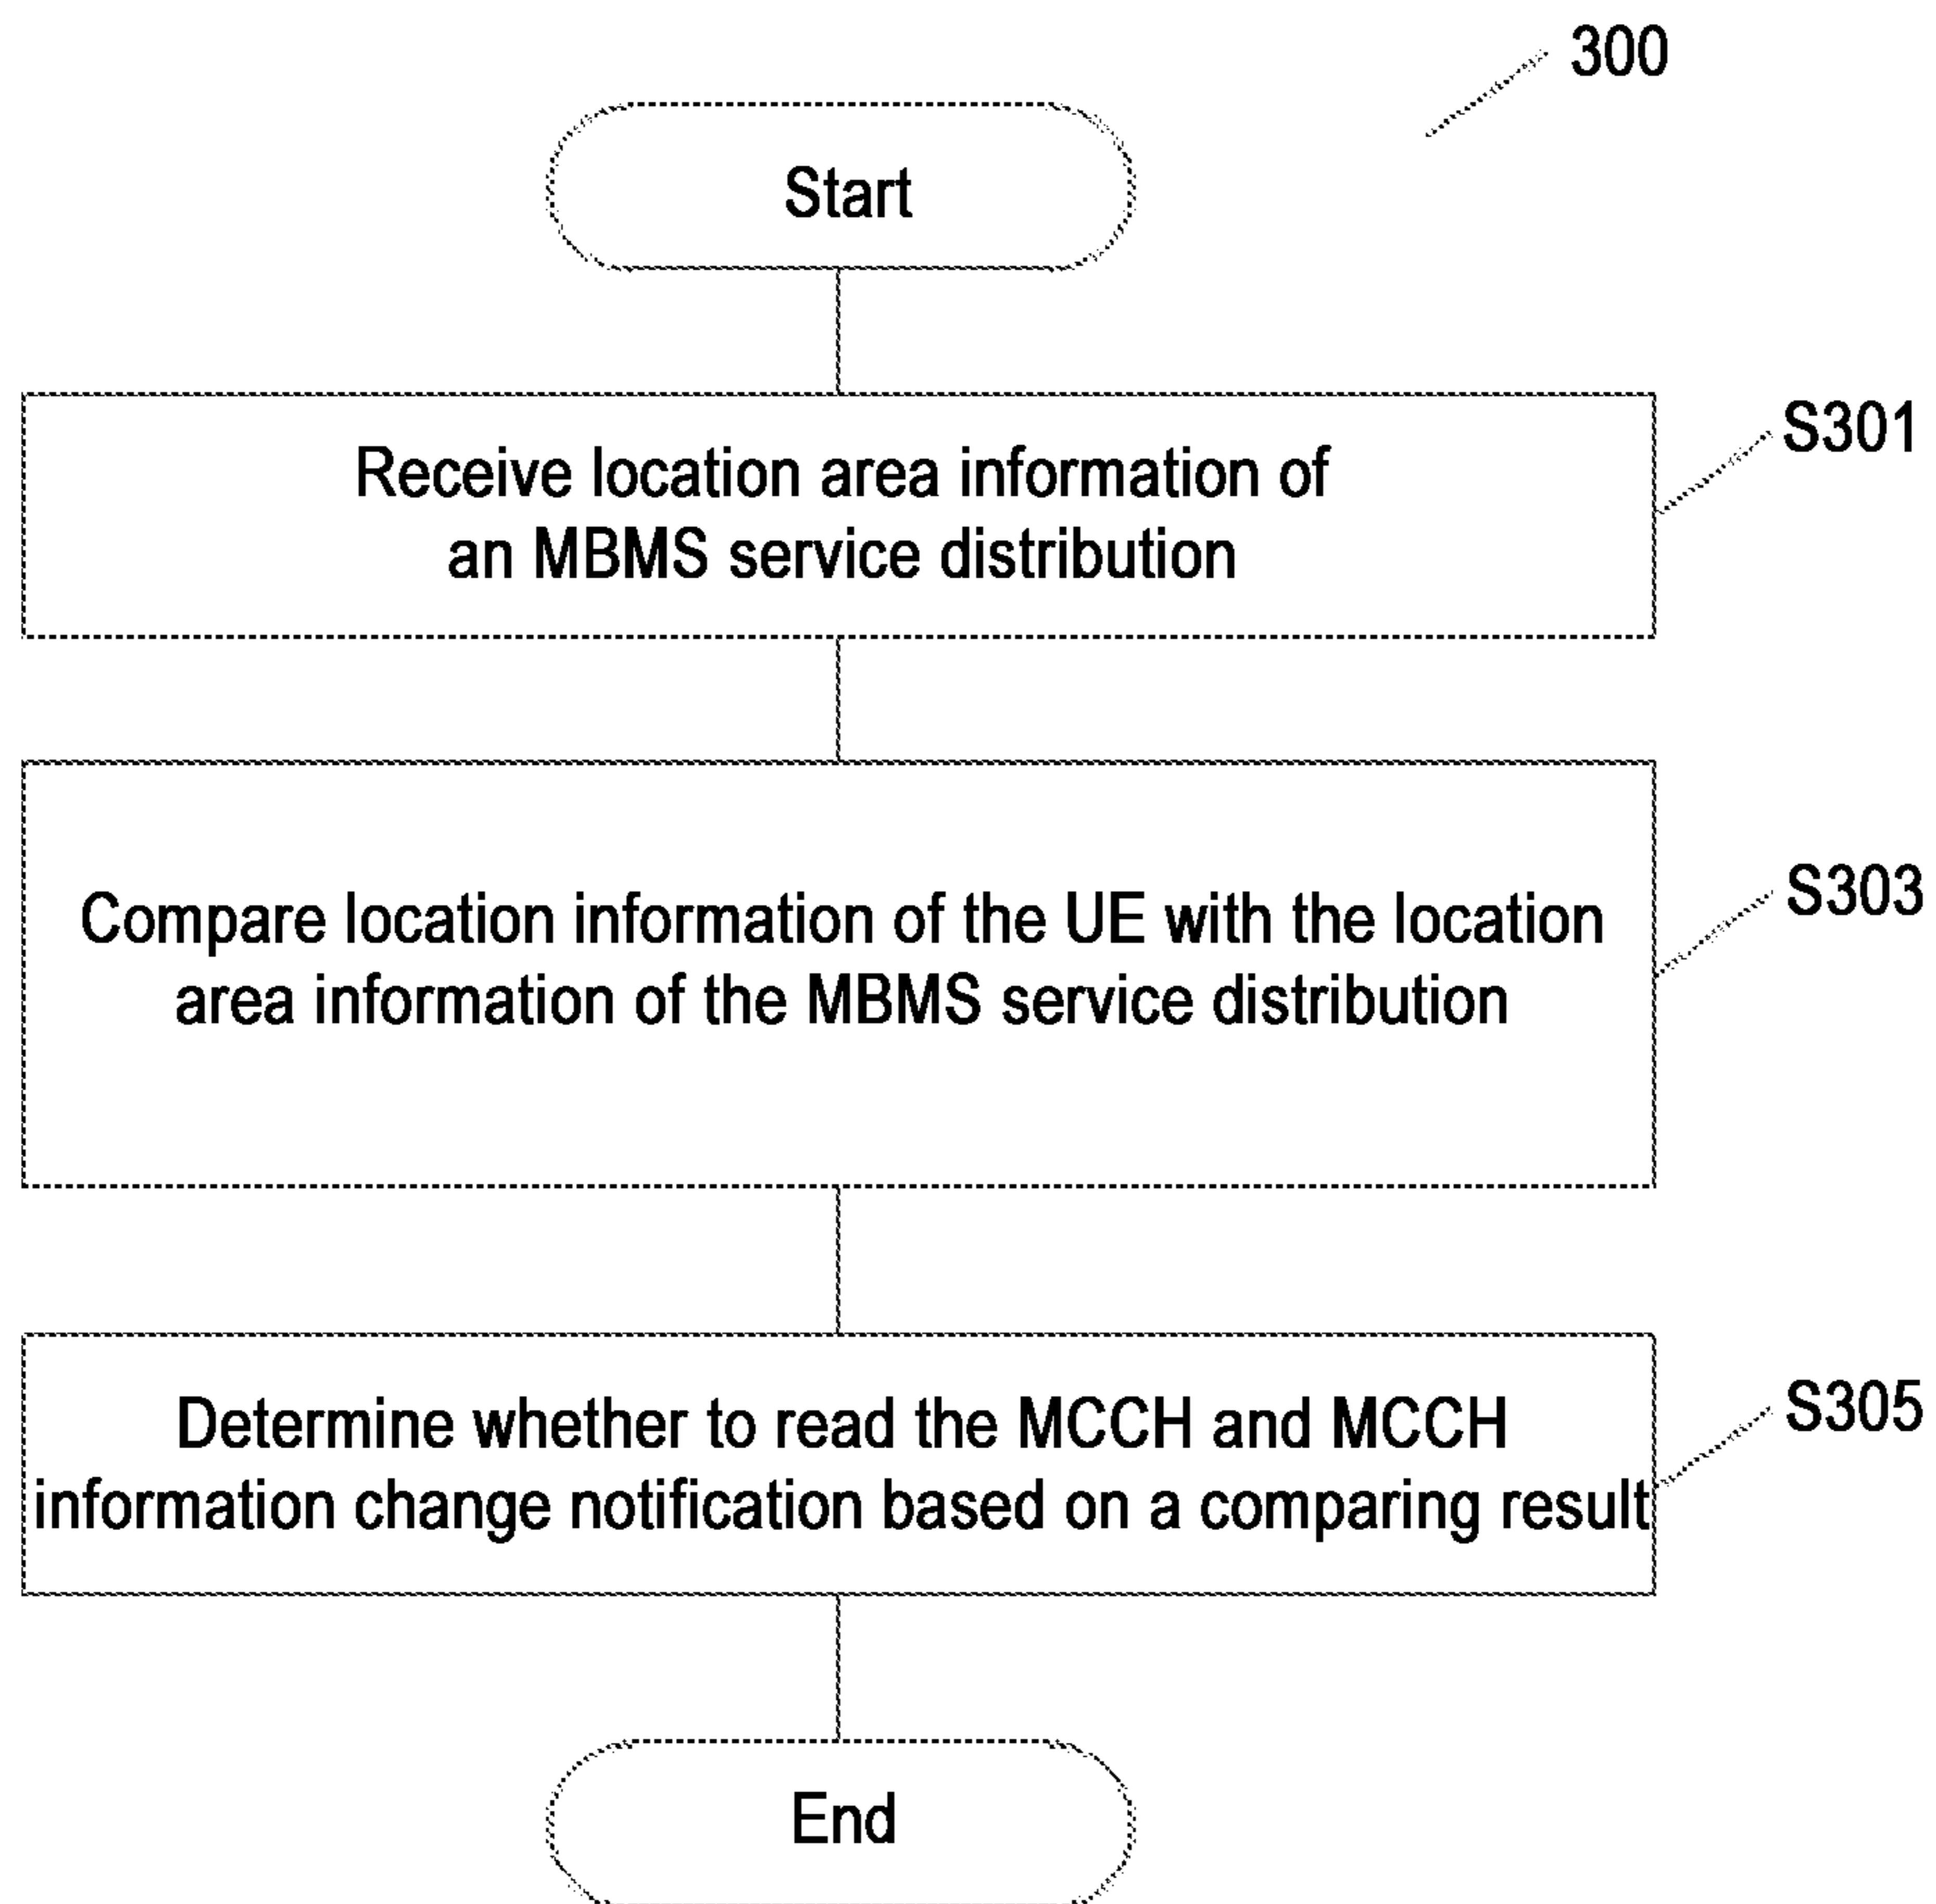 300
Start
S301
Receive location area information of
an MBMS service distribution
S303
Compare location information of the UE with the location
area information of the MBMS service distribution
S305
Determine whether to read the MCCH and MCCH
information change notification based on a comparing result
End